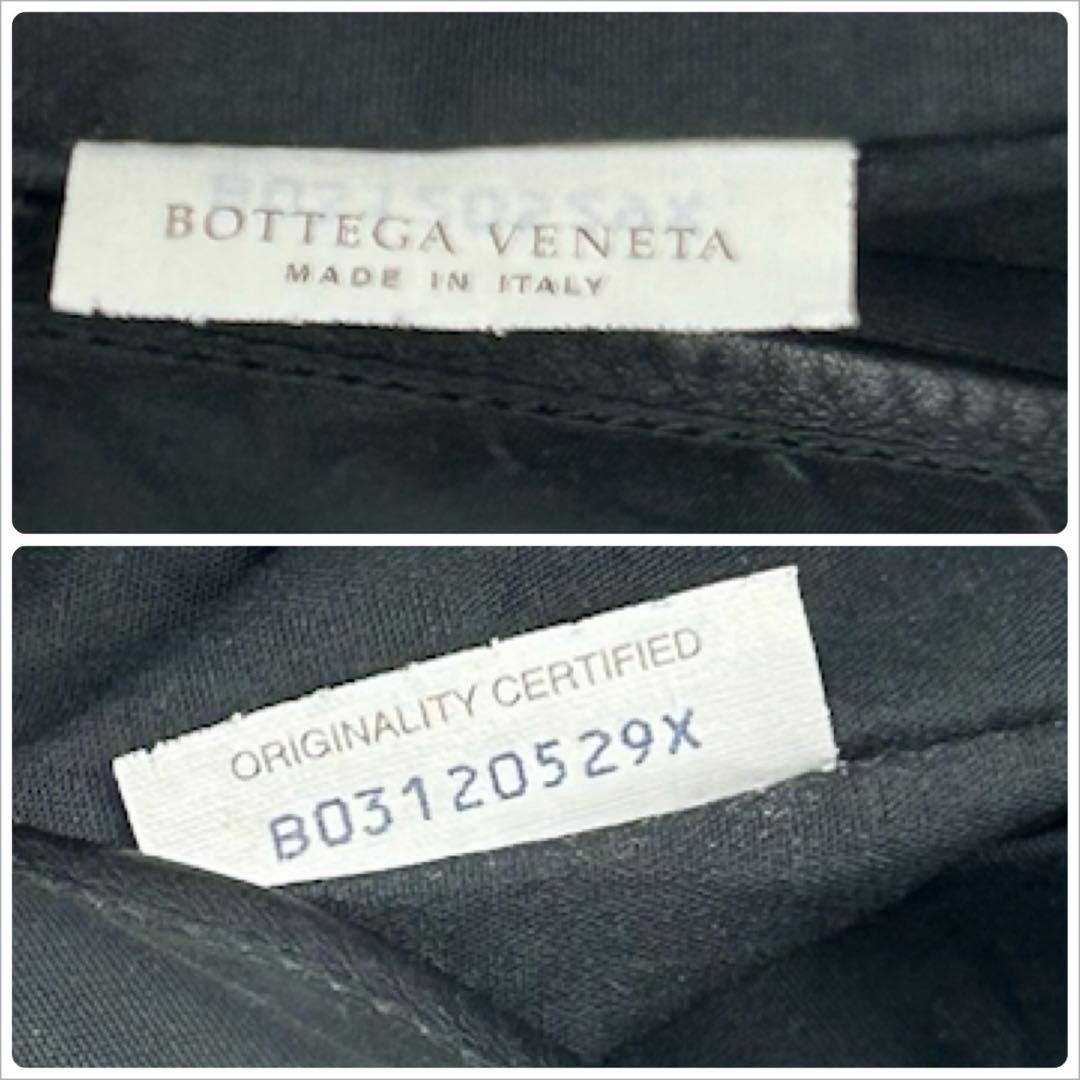 BOTTEGA VENETA
MADE IN ITALY
ORIGINALITY CERTIFIED
B03120529X